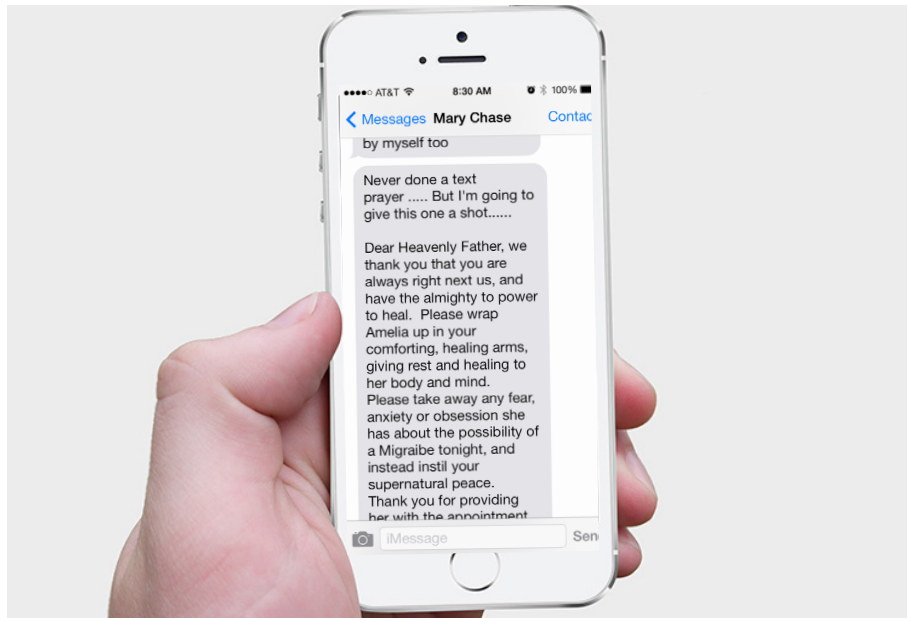 AT&T 8:30 AM 100%
Messages Mary Chase Contac
by myself too
Never done a text
prayer ..... But I'm going to
give this one a shot......
Dear Heavenly Father, we
thank you that you are
always right next us, and
have the almighty to power
to heal. Please wrap
Amelia up in your
comforting, healing arms,
giving rest and healing to
her body and mind.
Please take away any fear,
anxiety or obsession she
has about the possibility of
a Migraibe tonight, and
instead instil your
supernatural peace.
Thank you for providing
her with the appointment
iMessage Sen